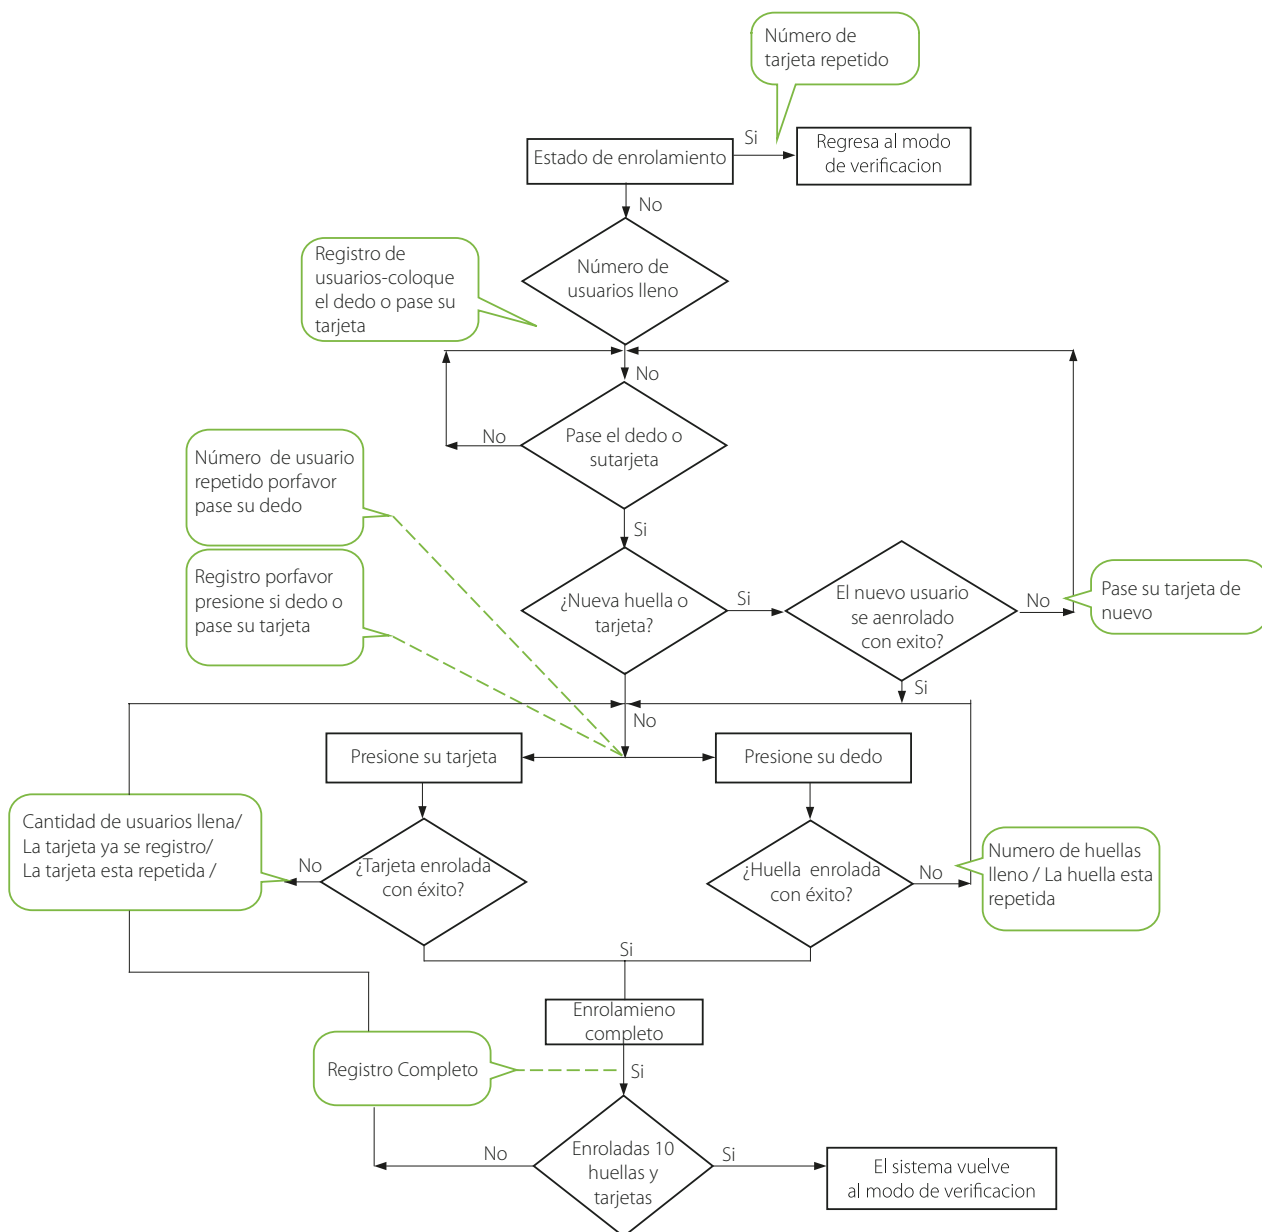 Número de
tarjeta repetido
Estado de enrolamiento
Si
Regresa al modo
de verificacion
No
Registro de
usuarios-coloque
el dedo o pase su
tarjeta
Número de
usuarios lleno
No
Pase el dedo o
sutarjeta
No
Número  de usuario
repetido porfavor
pase su dedo
Si
Registro porfavor
presione si dedo o
pase su tarjeta
¿Nueva huella o
tarjeta?
Si
El nuevo usuario
se aenrolado
con exito?
No
Pase su tarjeta de
nuevo
Si
No
Presione su tarjeta
Presione su dedo
Cantidad de usuarios llena/
La tarjeta ya se registro/
La tarjeta esta repetida /
No
¿Tarjeta enrolada
con éxito?
¿Huella  enrolada
con éxito?
No
Numero de huellas
lleno / La huella esta
repetida
Si
Enrolamieno
completo
Registro Completo
Si
No
Enroladas 10
huellas y
tarjetas
Si
El sistema vuelve
al modo de verificacion